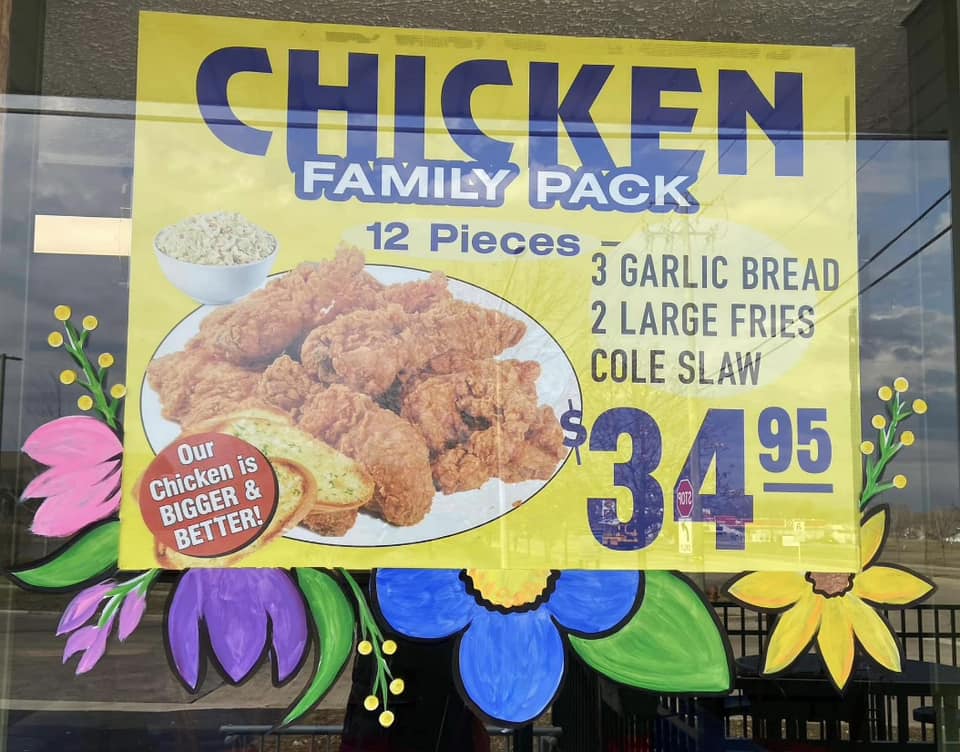 CHICKEN
FAMILY PACK
12 Pieces -
3 GARLIC BREAD
2 LARGE FRIES
COLE SLAW
$34.95
Our
Chicken is
BIGGER &
BETTER!
STOP